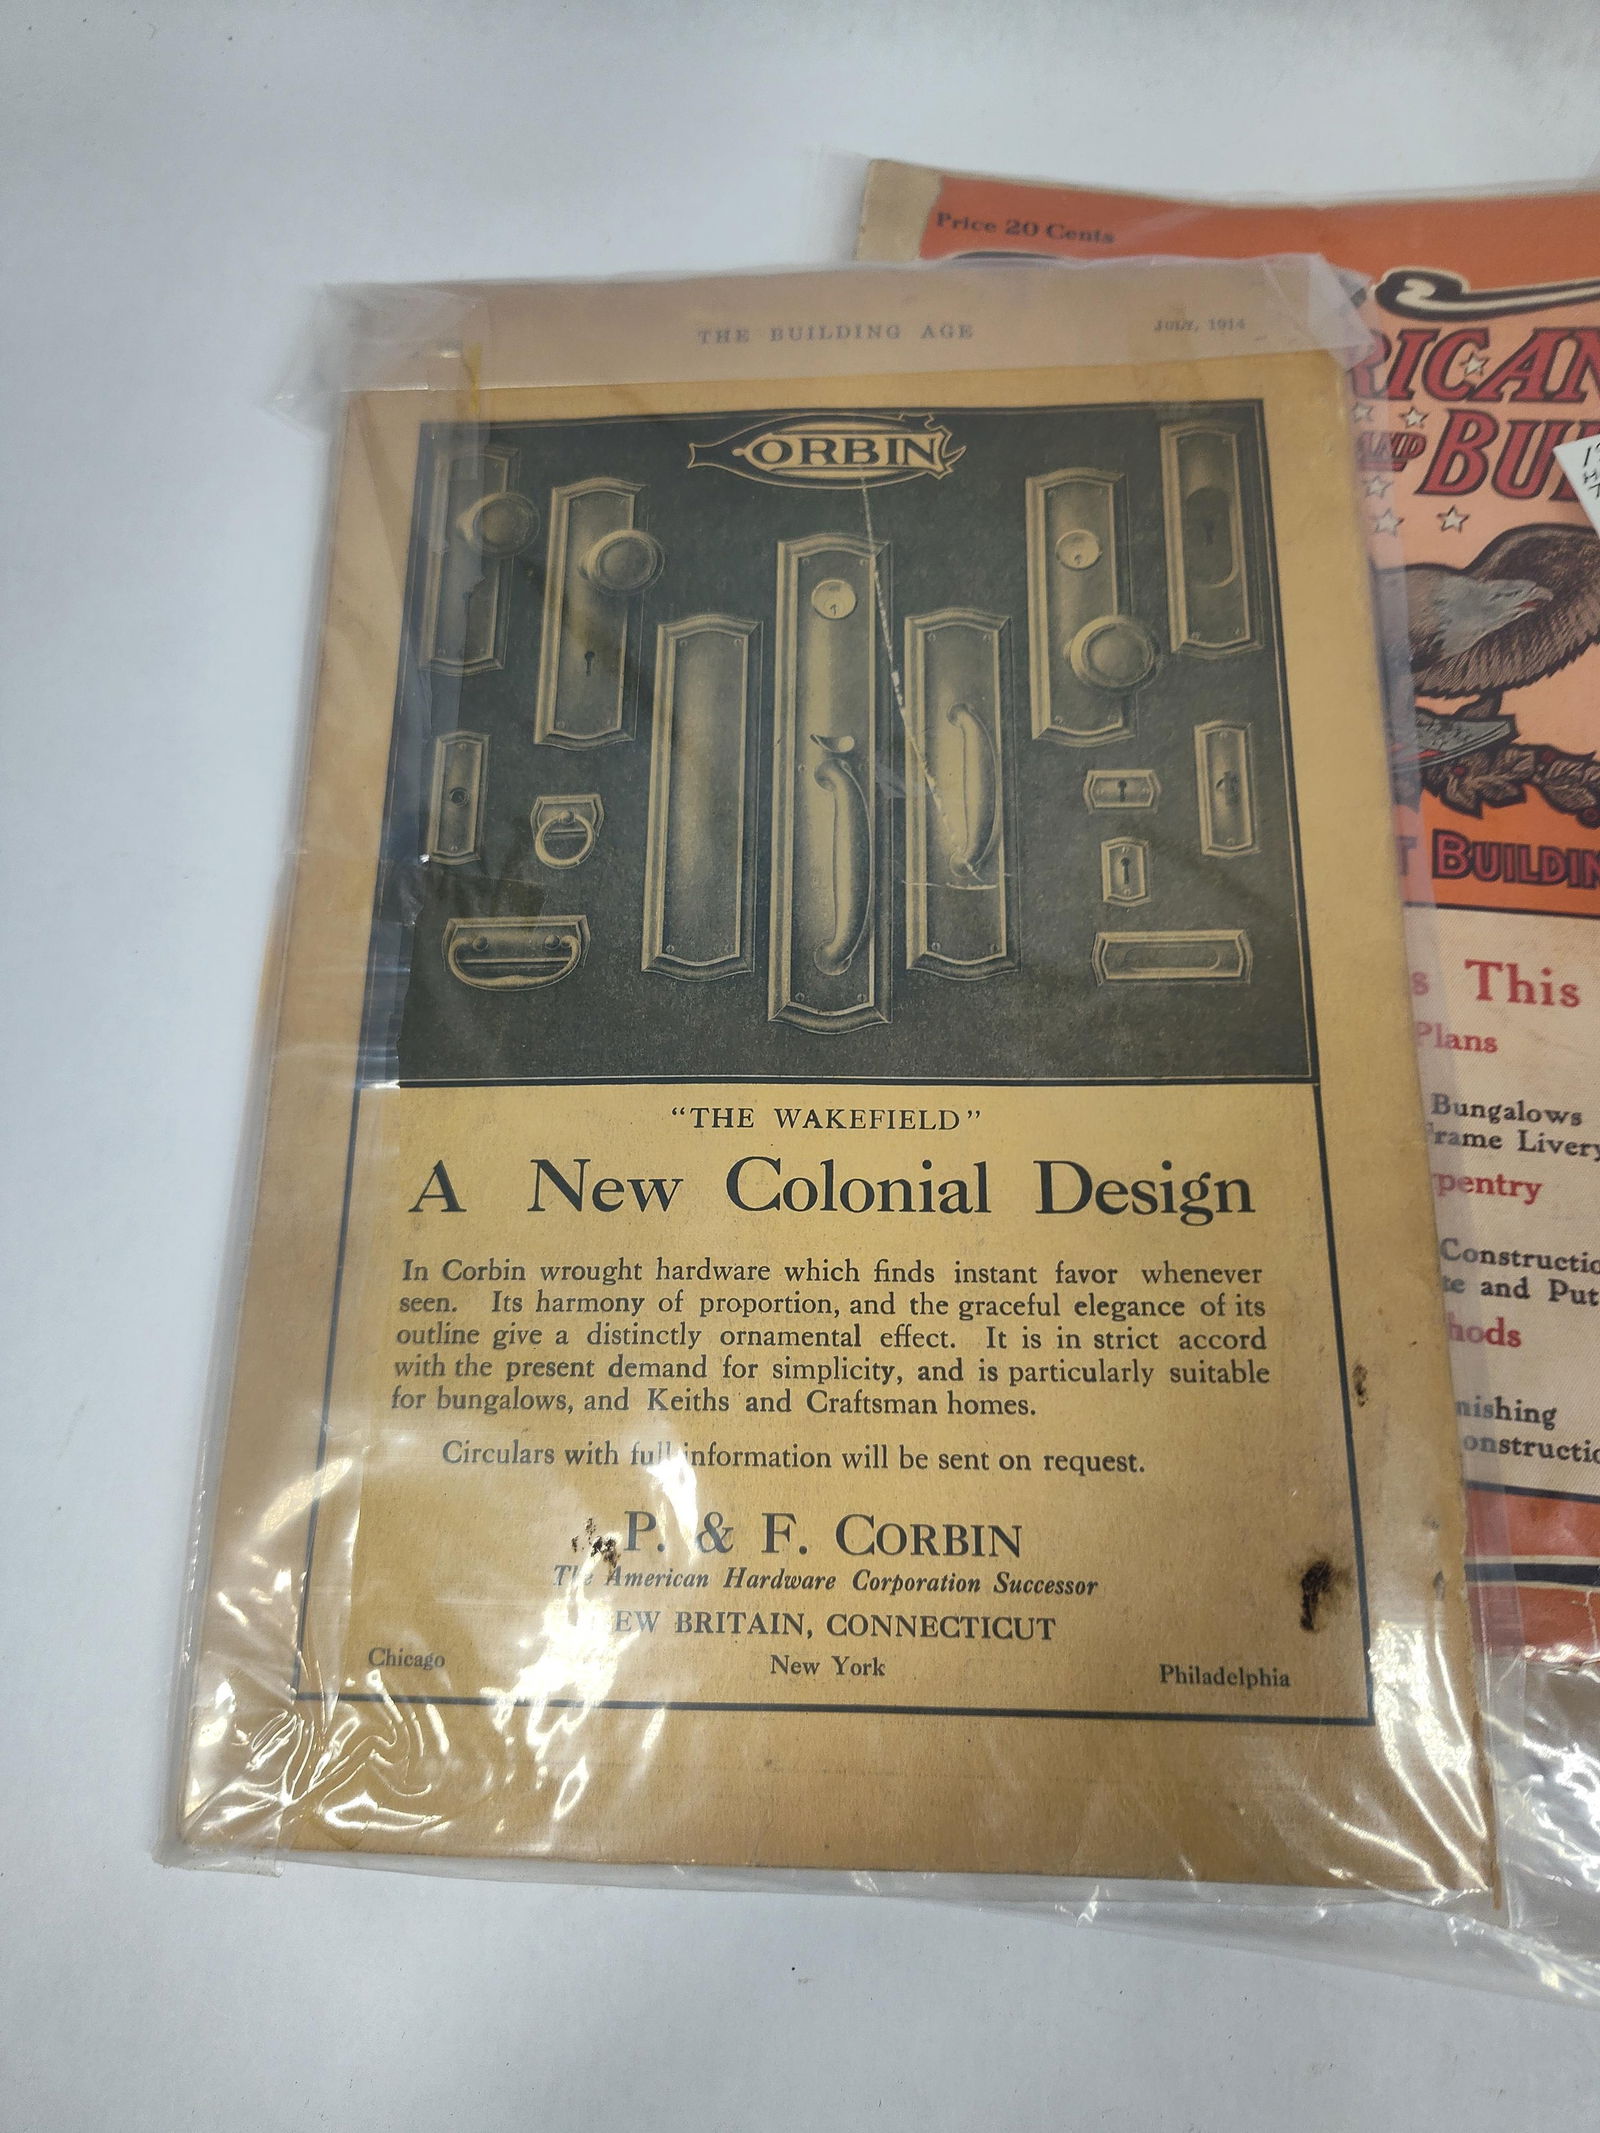 THE BUILDING AGE
JULY, 1914
CORBIN
"THE WAKEFIELD"
A New Colonial Design
In Corbin wrought hardware which finds instant favor whenever
seen. Its harmony of proportion, and the graceful elegance of its
outline give a distinctly ornamental effect. It is in strict accord
with the present demand for simplicity, and is particularly suitable
for bungalows, and Keiths and Craftsman homes.
Circulars with full information will be sent on request.
P. & F. CORBIN
The American Hardware Corporation Successor
NEW BRITAIN, CONNECTICUT
Chicago New York Philadelphia
Price 20 Cents
RICAN
AND BUI
T BUILDIN
s This
Plans
Bungalows
Frame Livery
pentry
Constructio
te and Put
hods
nishing
onstructio